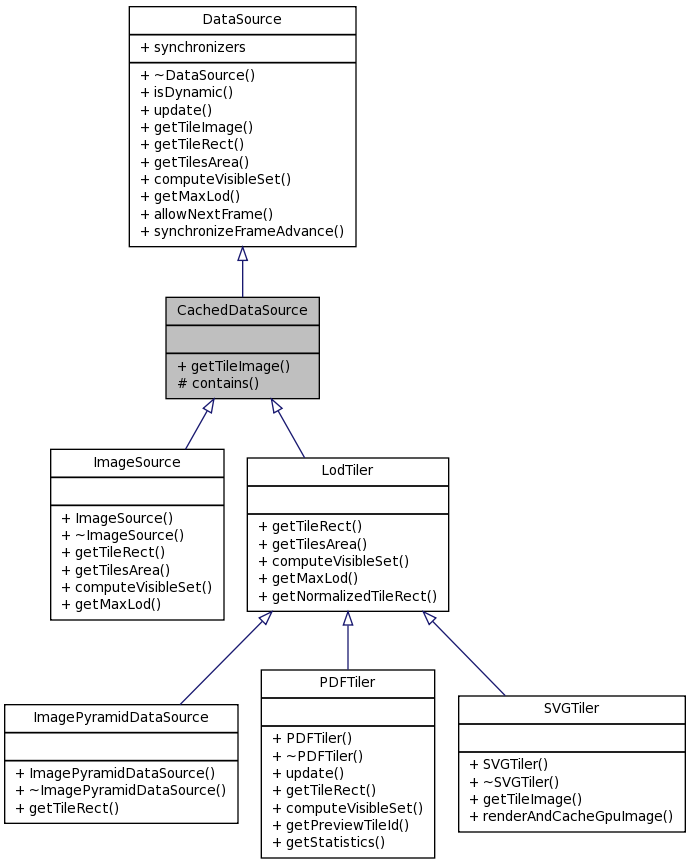 DataSource
+ synchronizers
+ ~DataSource()
+ isDynamic()
+ update()
+ getTileImage()
+ getTileRect()
+ getTilesArea()
+ computeVisibleSet()
+ getMaxLod()
+ allowNextFrame()
+ synchronizeFrameAdvance()
CachedDataSource
+ getTileImage()
# contains()
ImageSource
+ ImageSource()
+ ~ImageSource()
+ getTileRect()
+ getTilesArea()
+ computeVisibleSet()
+ getMaxLod()
LodTiler
+ getTileRect()
+ getTilesArea()
+ computeVisibleSet()
+ getMaxLod()
+ getNormalizedTileRect()
ImagePyramidDataSource
+ ImagePyramidDataSource()
+ ~ImagePyramidDataSource()
+ getTileRect()
PDFTiler
+ PDFTiler()
+ ~PDFTiler()
+ update()
+ getTileRect()
+ computeVisibleSet()
+ getPreviewTileId()
+ getStatistics()
SVGTiler
+ SVGTiler()
+ ~SVGTiler()
+ getTileImage()
+ renderAndCacheGpuImage()